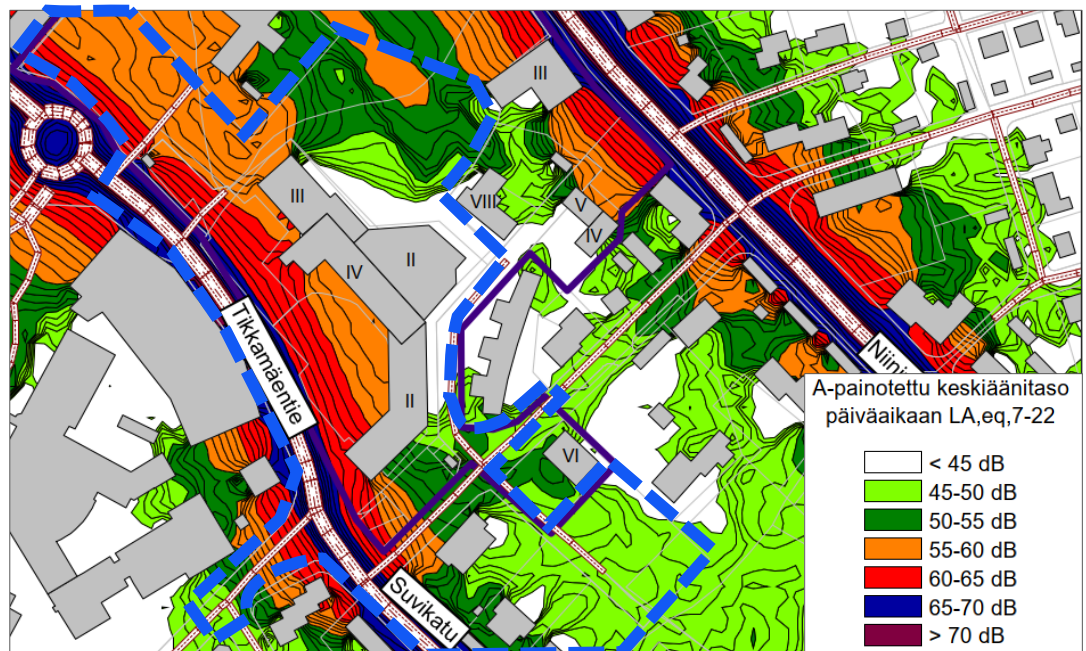 III
VIII
V
IV
III
II
IV
Tikkamäentie
II
VI
Suvikatu
Niini
A-painotettu keskiäänitaso
päiväaikaan LA,eq,7-22
< 45 dB
45-50 dB
50-55 dB
55-60 dB
60-65 dB
65-70 dB
> 70 dB